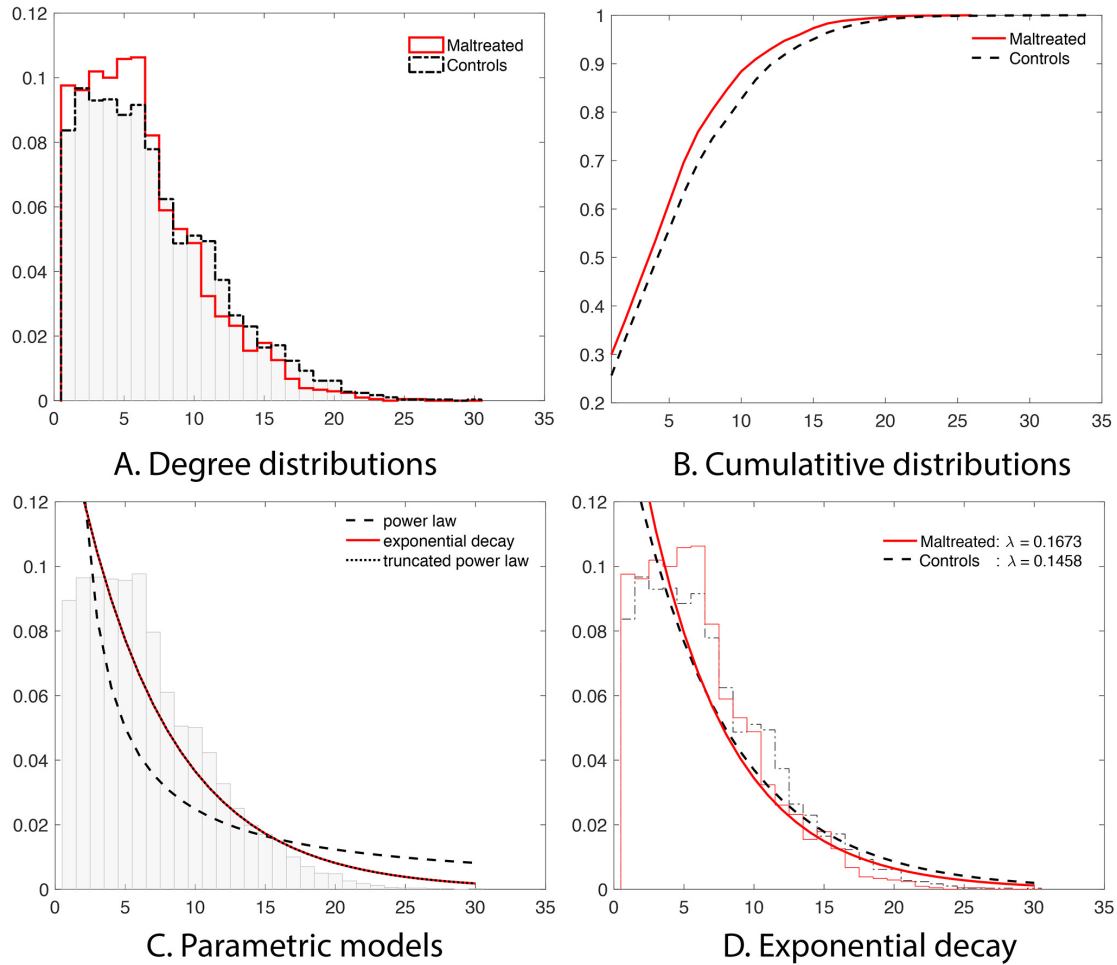 0.12
0.1
0.08
0.06
0.04
0.02
0
0 5 10 15 20 25 30 35
Maltreated
Controls
A. Degree distributions
1
0.9
0.8
0.7
0.6
0.5
0.4
0.3
0.2
5 10 15 20 25 30 35
Maltreated
Controls
B. Cumulatitive distributions
0.12
0.1
0.08
0.06
0.04
0.02
0
0 5 10 15 20 25 30 35
power law
exponential decay
truncated power law
C. Parametric models
0.12
0.1
0.08
0.06
0.04
0.02
0
0 5 10 15 20 25 30 35
Maltreated: λ = 0.1673
Controls : λ = 0.1458
D. Exponential decay